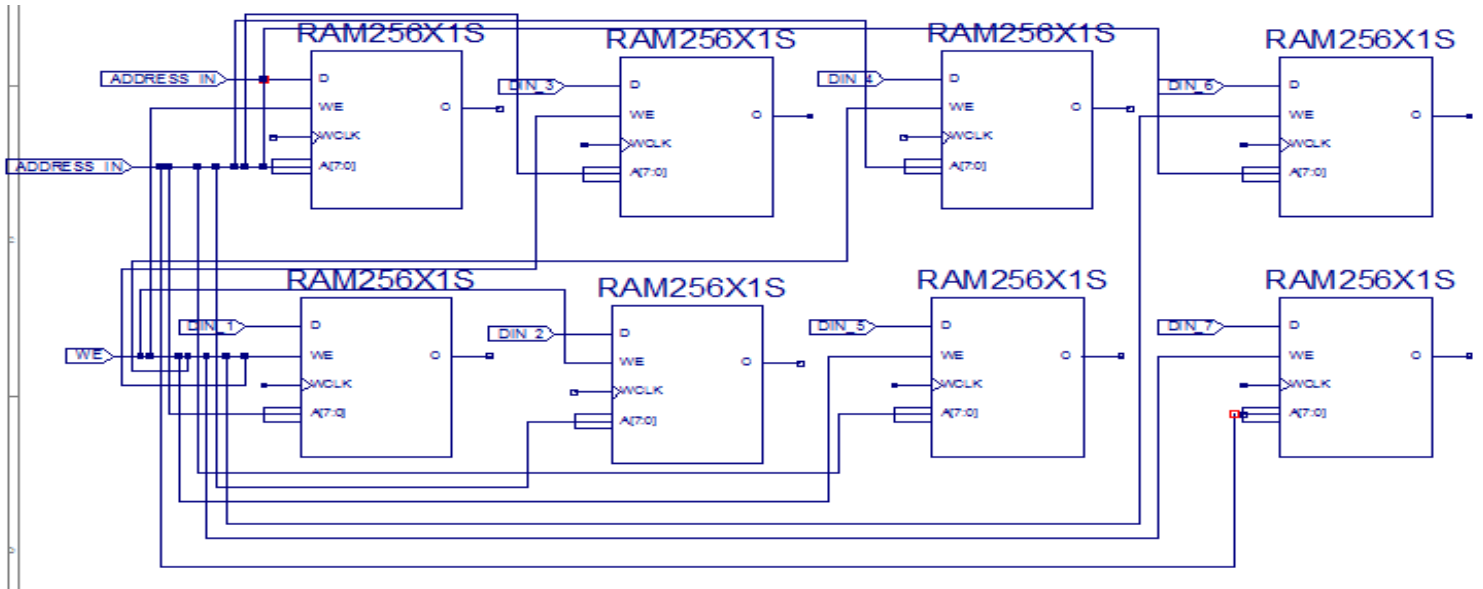 RAM256X1S RAM256X1S RAM256X1S RAM256X1S
ADDRESS_IN D DIN_3 D DIN_4 D DIN_6 D
WE O WE O WE O WE O
WCLK WCLK WCLK WCLK
ADDRESS_IN A[7:0] A[7:0] A[7:0] A[7:0]
RAM256X1S RAM256X1S RAM256X1S RAM256X1S
DIN_1 D DIN_2 D DIN_5 D DIN_7 D
WE WE O WE O WE O WE O
WCLK WCLK WCLK WCLK
A[7:0] A[7:0] A[7:0] A[7:0]